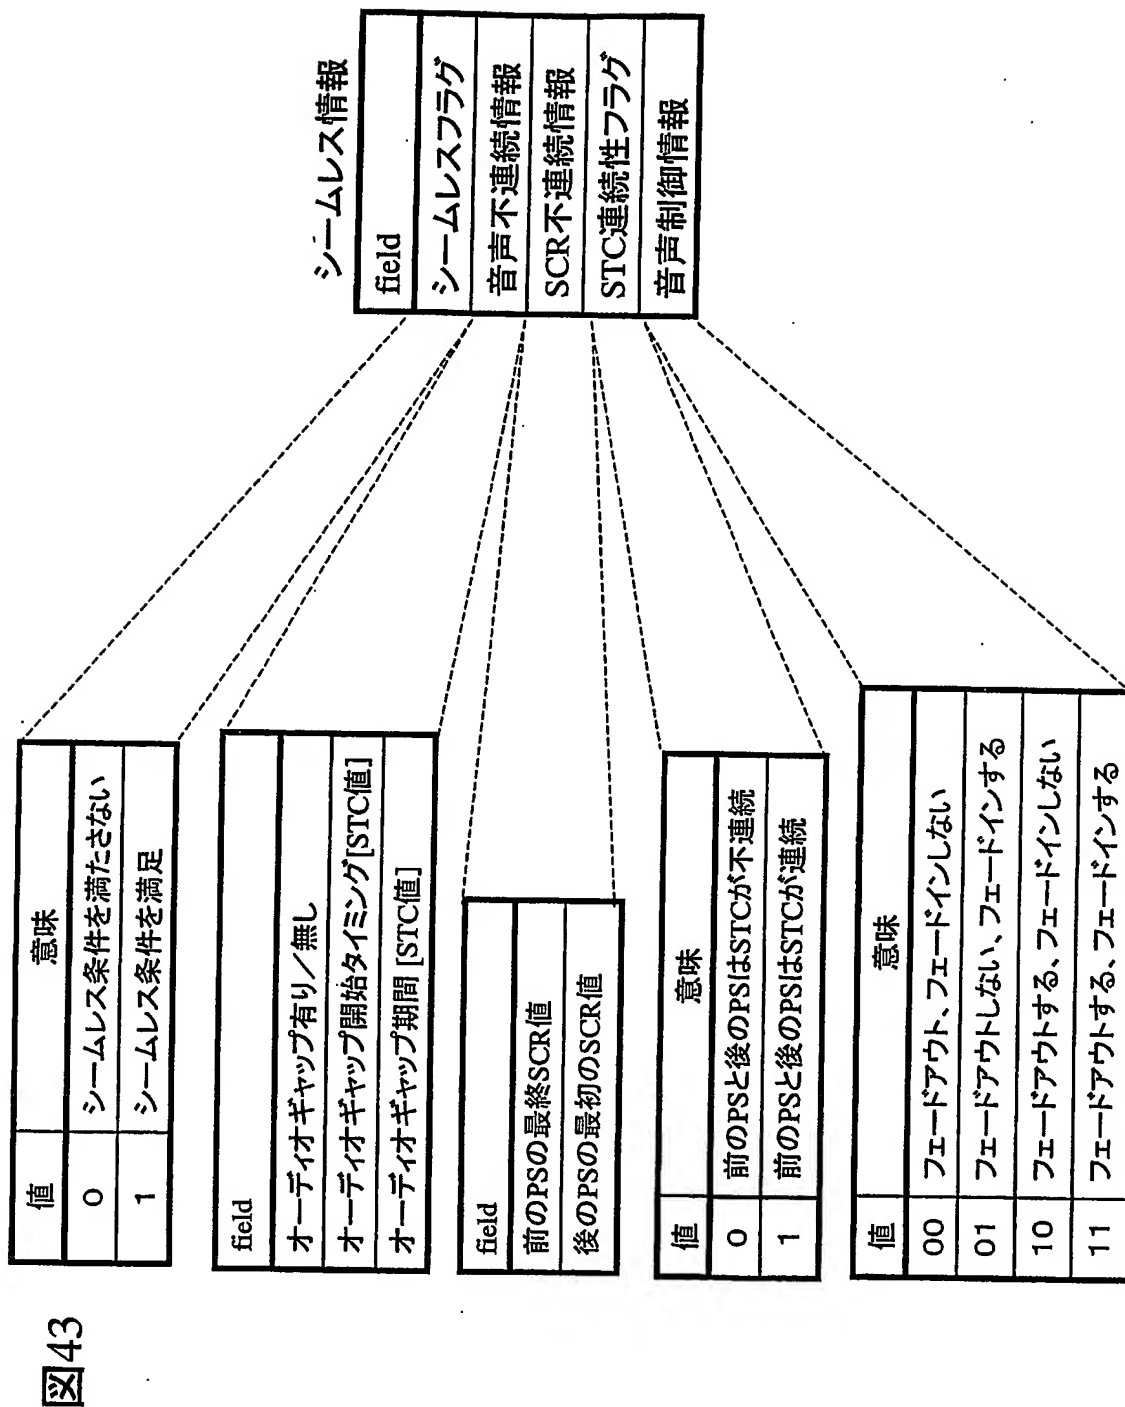 図43
シームレス情報
field
シームレスフラグ
音声不連続情報
SCR不連続情報
STC連続性フラグ
音声制御情報
値 意味
0 シームレス条件を満たさない
1 シームレス条件を満足
field
オーディオギャップ有り／無し
オーディオギャップ開始タイミング[STC値]
オーディオギャップ期間 [STC値]
field
前のPSの最終SCR値
後のPSの最初のSCR値
値 意味
0 前のPSと後のPSはSTCが不連続
1 前のPSと後のPSはSTCが連続
値 意味
00 フェードアウト、フェードインしない
01 フェードアウトしない、フェードインする
10 フェードアウトする、フェードインしない
11 フェードアウトする、フェードインする